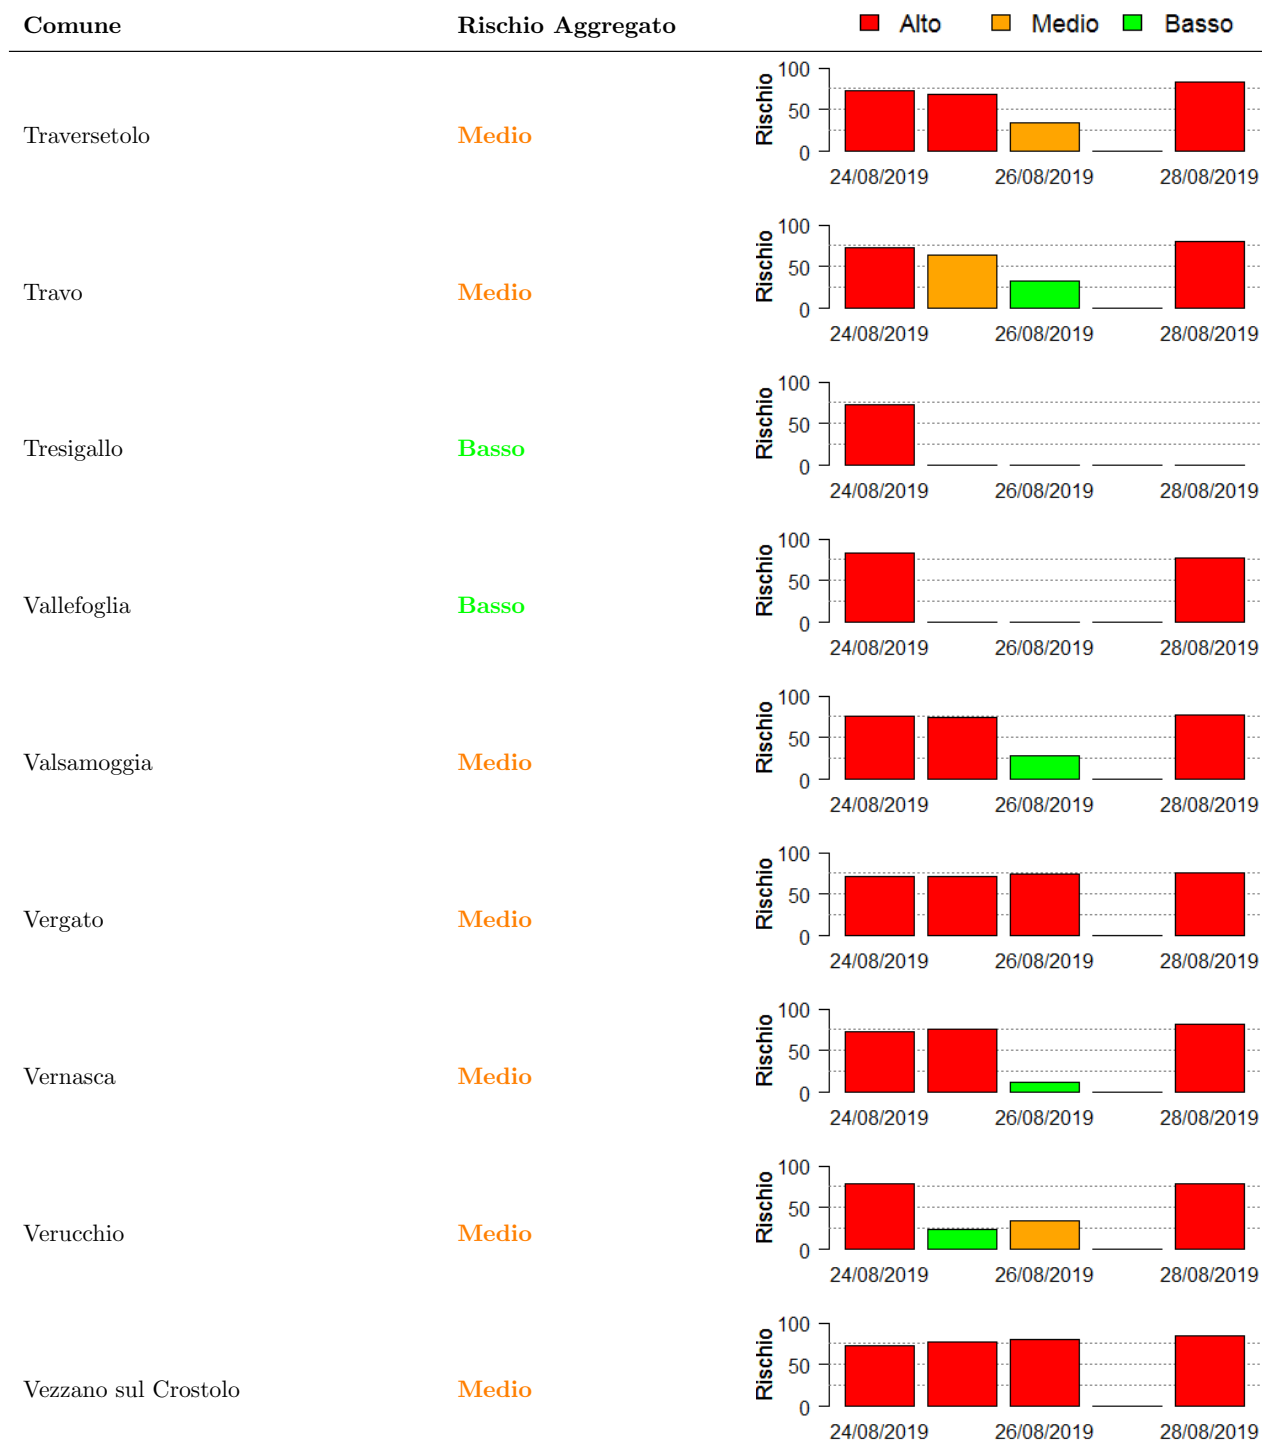 Comune Rischio Aggregato Alto Medio Basso
Traversetolo Medio Rischio 100 50 0
24/08/2019 26/08/2019 28/08/2019
Travo Medio Rischio 100 50 0
24/08/2019 26/08/2019 28/08/2019
Tresigallo Basso Rischio 100 50 0
24/08/2019 26/08/2019 28/08/2019
Vallefoglia Basso Rischio 100 50 0
24/08/2019 26/08/2019 28/08/2019
Valsamoggia Medio Rischio 100 50 0
24/08/2019 26/08/2019 28/08/2019
Vergato Medio Rischio 100 50 0
24/08/2019 26/08/2019 28/08/2019
Vernasca Medio Rischio 100 50 0
24/08/2019 26/08/2019 28/08/2019
Verucchio Medio Rischio 100 50 0
24/08/2019 26/08/2019 28/08/2019
Vezzano sul Crostolo Medio Rischio 100 50 0
24/08/2019 26/08/2019 28/08/2019